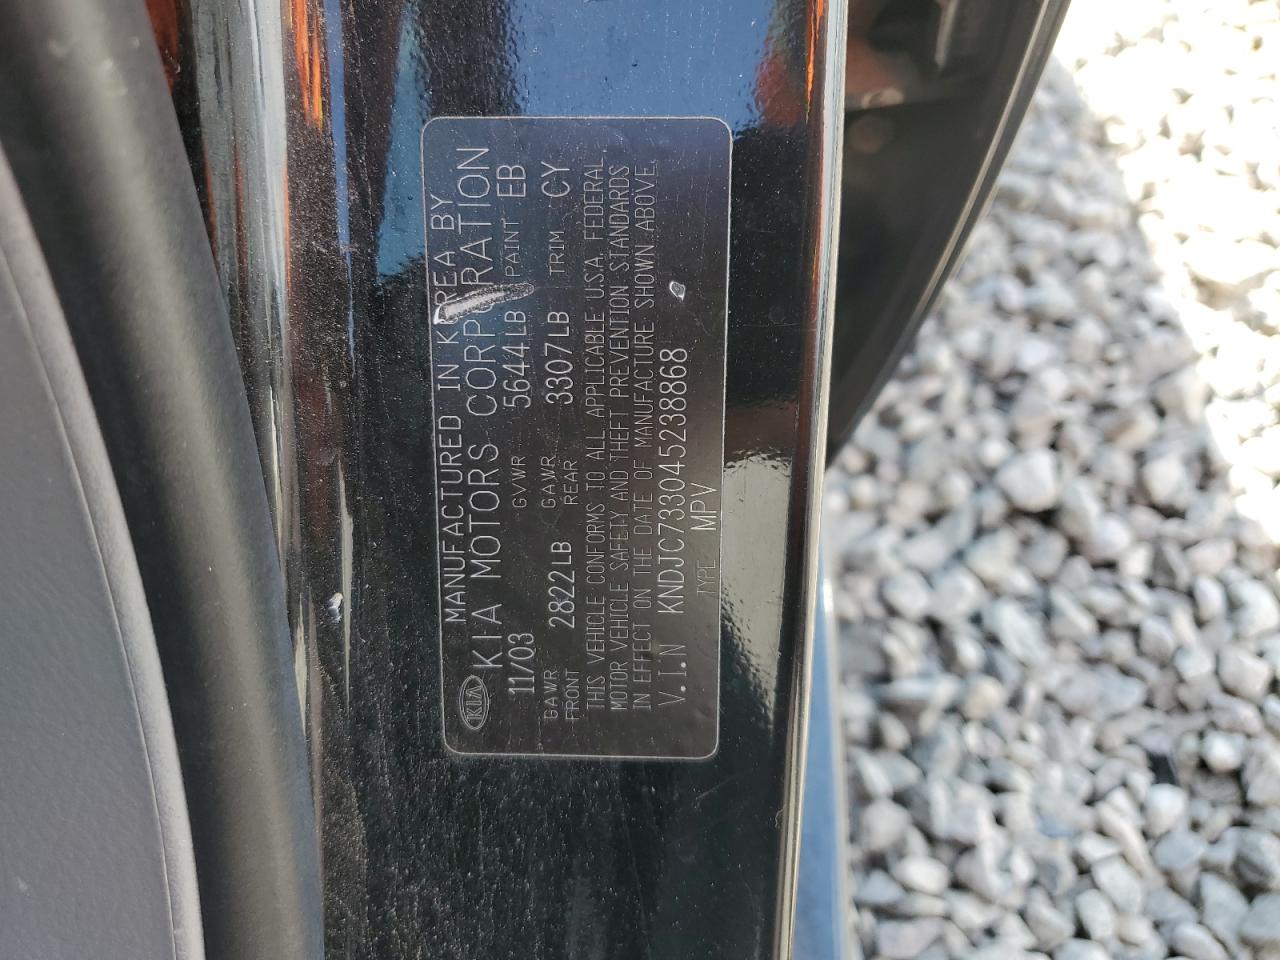 KIA MANUFACTURED IN KOREA BY
KIA MOTORS CORPORATION
11/03 GVWR 5644LB PAINT EB
GAWR FRONT 2822LB GAWR REAR 3307LB TRIM CY
THIS VEHICLE CONFORMS TO ALL APPLICABLE U.S.A. FEDERAL.
MOTOR VEHICLE SAFETY AND THEFT PREVENTION STANDARDS
IN EFFECT ON THE DATE OF MANUFACTURE SHOWN ABOVE.
V.I.N KNDJC733045238868
TYPE MPV